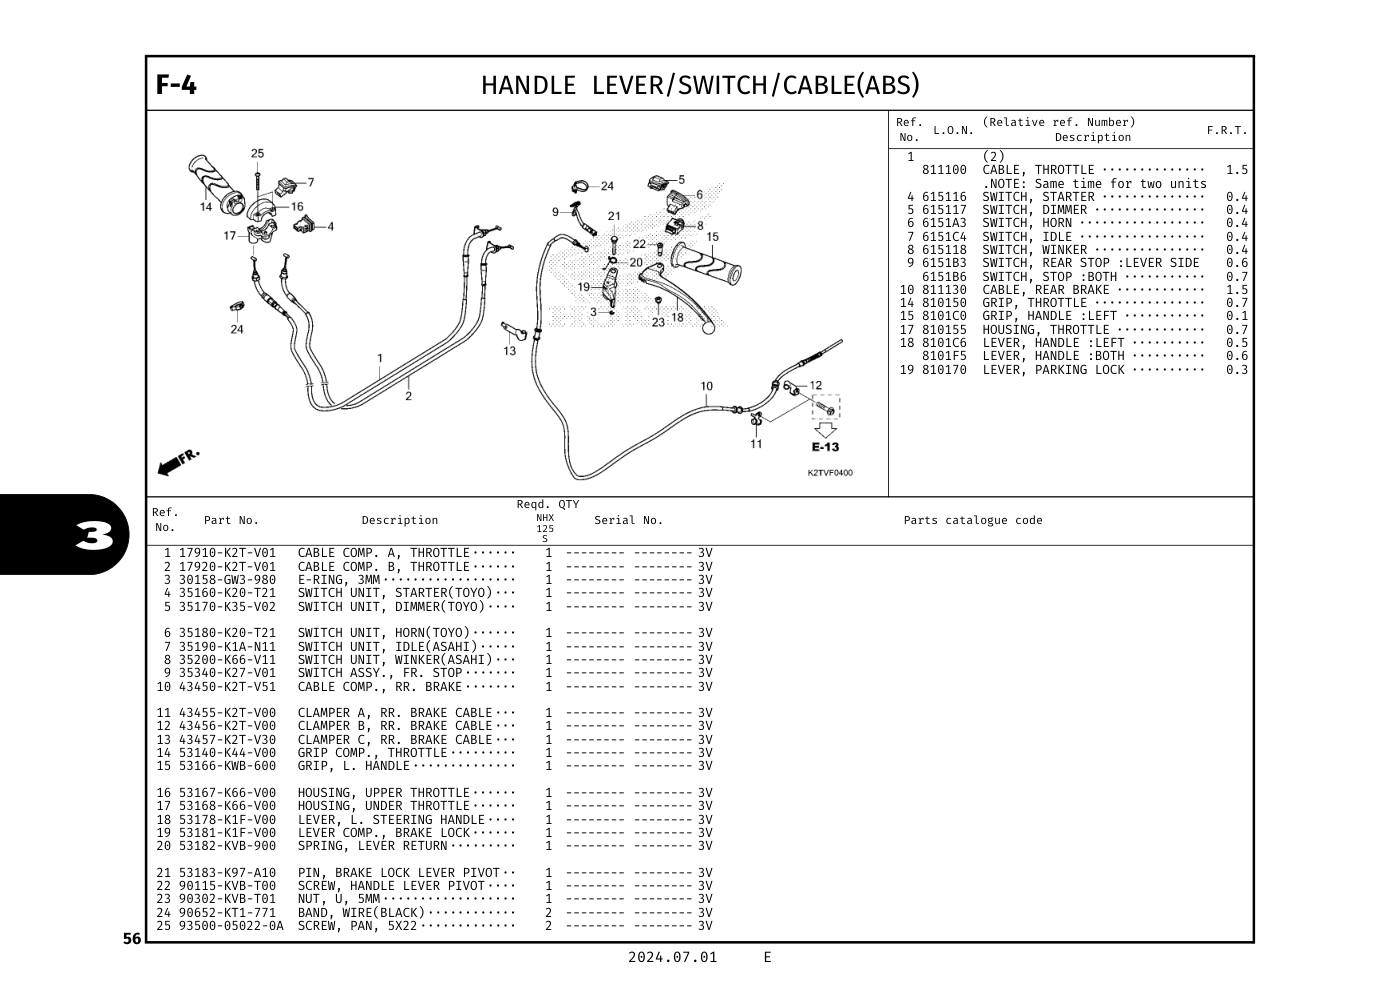 F-4
HANDLE LEVER/SWITCH/CABLE(ABS)
25
7
14
16
4
17
24
1
2
24
5
6
9
21
8
22
15
20
19
3
23
18
13
10
12
11
E-13
FR.
K2TVF0400
Ref. No. L.O.N. (Relative ref. Number) Description F.R.T.
1 (2)
811100 CABLE, THROTTLE ·············· 1.5
.NOTE: Same time for two units
4 615116 SWITCH, STARTER ·············· 0.4
5 615117 SWITCH, DIMMER ··············· 0.4
6 6151A3 SWITCH, HORN ················· 0.4
7 6151C4 SWITCH, IDLE ················· 0.4
8 615118 SWITCH, WINKER ··············· 0.4
9 6151B3 SWITCH, REAR STOP :LEVER SIDE 0.6
6151B6 SWITCH, STOP :BOTH ··········· 0.7
10 811130 CABLE, REAR BRAKE ············ 1.5
14 810150 GRIP, THROTTLE ··············· 0.7
15 8101C0 GRIP, HANDLE :LEFT ··········· 0.1
17 810155 HOUSING, THROTTLE ············ 0.7
18 8101C6 LEVER, HANDLE :LEFT ·········· 0.5
8101F5 LEVER, HANDLE :BOTH ·········· 0.6
19 810170 LEVER, PARKING LOCK ·········· 0.3
3
Ref. No. Part No. Description Reqd. QTY NHX 125 S Serial No. Parts catalogue code
1 17910-K2T-V01 CABLE COMP. A, THROTTLE······ 1 -------- -------- 3V
2 17920-K2T-V01 CABLE COMP. B, THROTTLE······ 1 -------- -------- 3V
3 30158-GW3-980 E-RING, 3MM·················· 1 -------- -------- 3V
4 35160-K20-T21 SWITCH UNIT, STARTER(TOYO)··· 1 -------- -------- 3V
5 35170-K35-V02 SWITCH UNIT, DIMMER(TOYO)···· 1 -------- -------- 3V
6 35180-K20-T21 SWITCH UNIT, HORN(TOYO)······ 1 -------- -------- 3V
7 35190-K1A-N11 SWITCH UNIT, IDLE(ASAHI)····· 1 -------- -------- 3V
8 35200-K66-V11 SWITCH UNIT, WINKER(ASAHI)··· 1 -------- -------- 3V
9 35340-K27-V01 SWITCH ASSY., FR. STOP······· 1 -------- -------- 3V
10 43450-K2T-V51 CABLE COMP., RR. BRAKE······· 1 -------- -------- 3V
11 43455-K2T-V00 CLAMPER A, RR. BRAKE CABLE··· 1 -------- -------- 3V
12 43456-K2T-V00 CLAMPER B, RR. BRAKE CABLE··· 1 -------- -------- 3V
13 43457-K2T-V30 CLAMPER C, RR. BRAKE CABLE··· 1 -------- -------- 3V
14 53140-K44-V00 GRIP COMP., THROTTLE········· 1 -------- -------- 3V
15 53166-KWB-600 GRIP, L. HANDLE·············· 1 -------- -------- 3V
16 53167-K66-V00 HOUSING, UPPER THROTTLE······ 1 -------- -------- 3V
17 53168-K66-V00 HOUSING, UNDER THROTTLE······ 1 -------- -------- 3V
18 53178-K1F-V00 LEVER, L. STEERING HANDLE···· 1 -------- -------- 3V
19 53181-K1F-V00 LEVER COMP., BRAKE LOCK······ 1 -------- -------- 3V
20 53182-KVB-900 SPRING, LEVER RETURN········· 1 -------- -------- 3V
21 53183-K97-A10 PIN, BRAKE LOCK LEVER PIVOT·· 1 -------- -------- 3V
22 90115-KVB-T00 SCREW, HANDLE LEVER PIVOT···· 1 -------- -------- 3V
23 90302-KVB-T01 NUT, U, 5MM·················· 1 -------- -------- 3V
24 90652-KT1-771 BAND, WIRE(BLACK)············ 2 -------- -------- 3V
25 93500-05022-0A SCREW, PAN, 5X22············· 2 -------- -------- 3V
56
2024.07.01 E